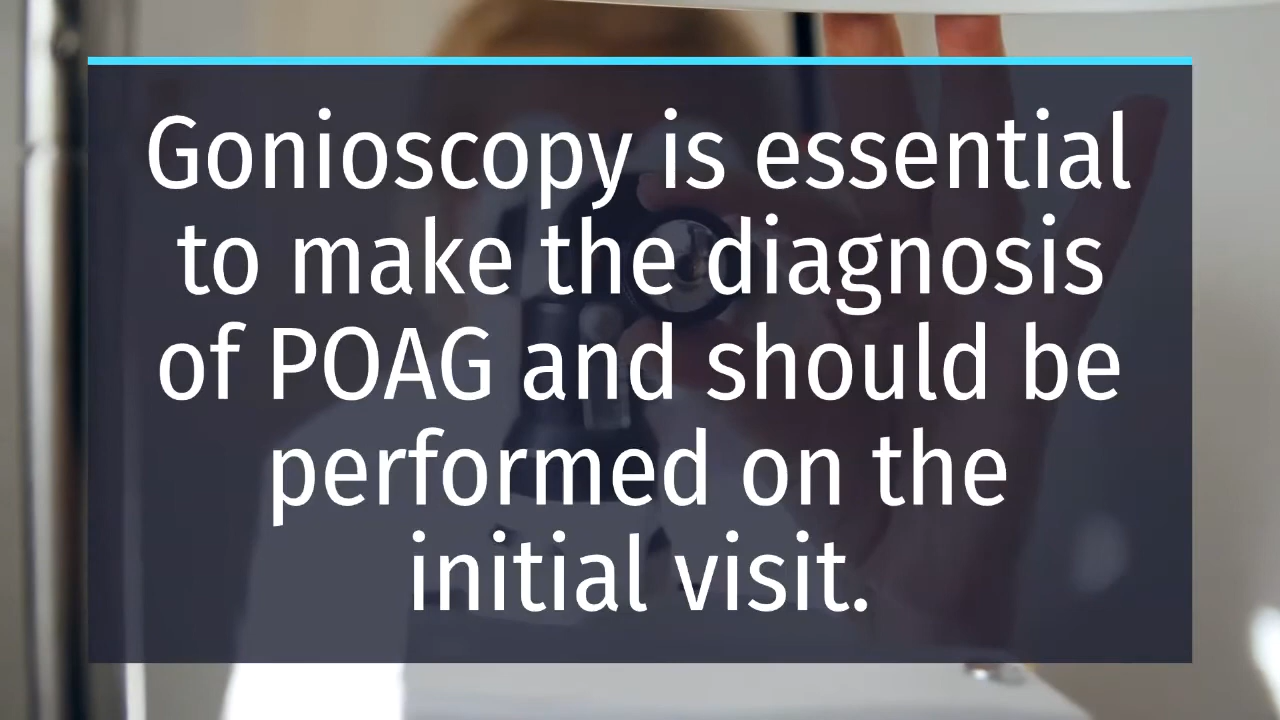 Gonioscopy is essential
to make the diagnosis
of POAG and should be
performed on the
initial visit.